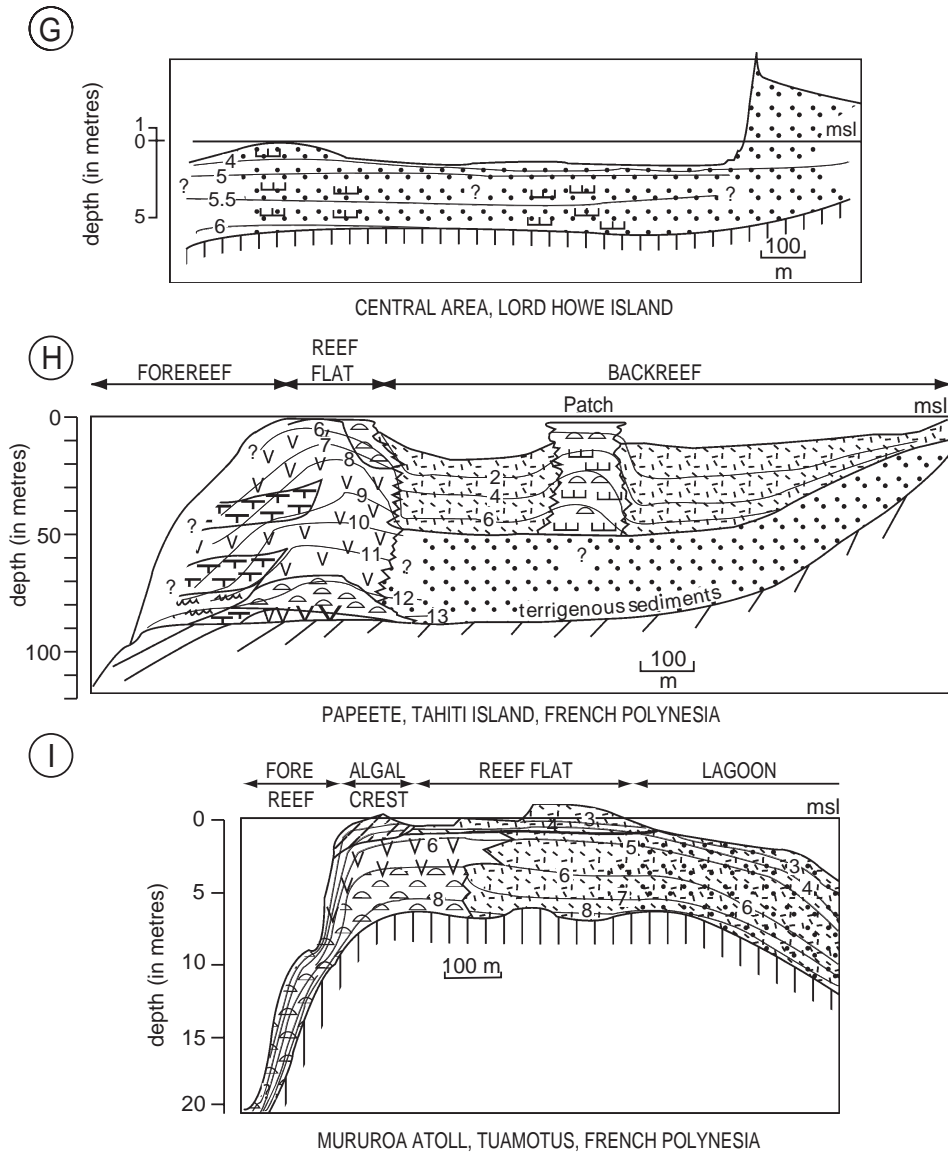 G
depth (in metres)
1
0
5
msl
4
5
?
?
?
5.5
6
100
m
CENTRAL AREA, LORD HOWE ISLAND
H
REEF
FOREREEF
FLAT
BACKREEF
Patch
msl
depth (in metres)
0
50
100
6
7
8
9
10
11
12
13
?
?
?
?
?
2
4
6
terrigenous sediments
100
m
PAPEETE, TAHITI ISLAND, FRENCH POLYNESIA
I
FORE
ALGAL
REEF FLAT
LAGOON
REEF
CREST
msl
depth (in metres)
0
5
10
15
20
3
4
6
5
3
4
6
6
8
7
8
100 m
MURUROA ATOLL, TUAMOTUS, FRENCH POLYNESIA